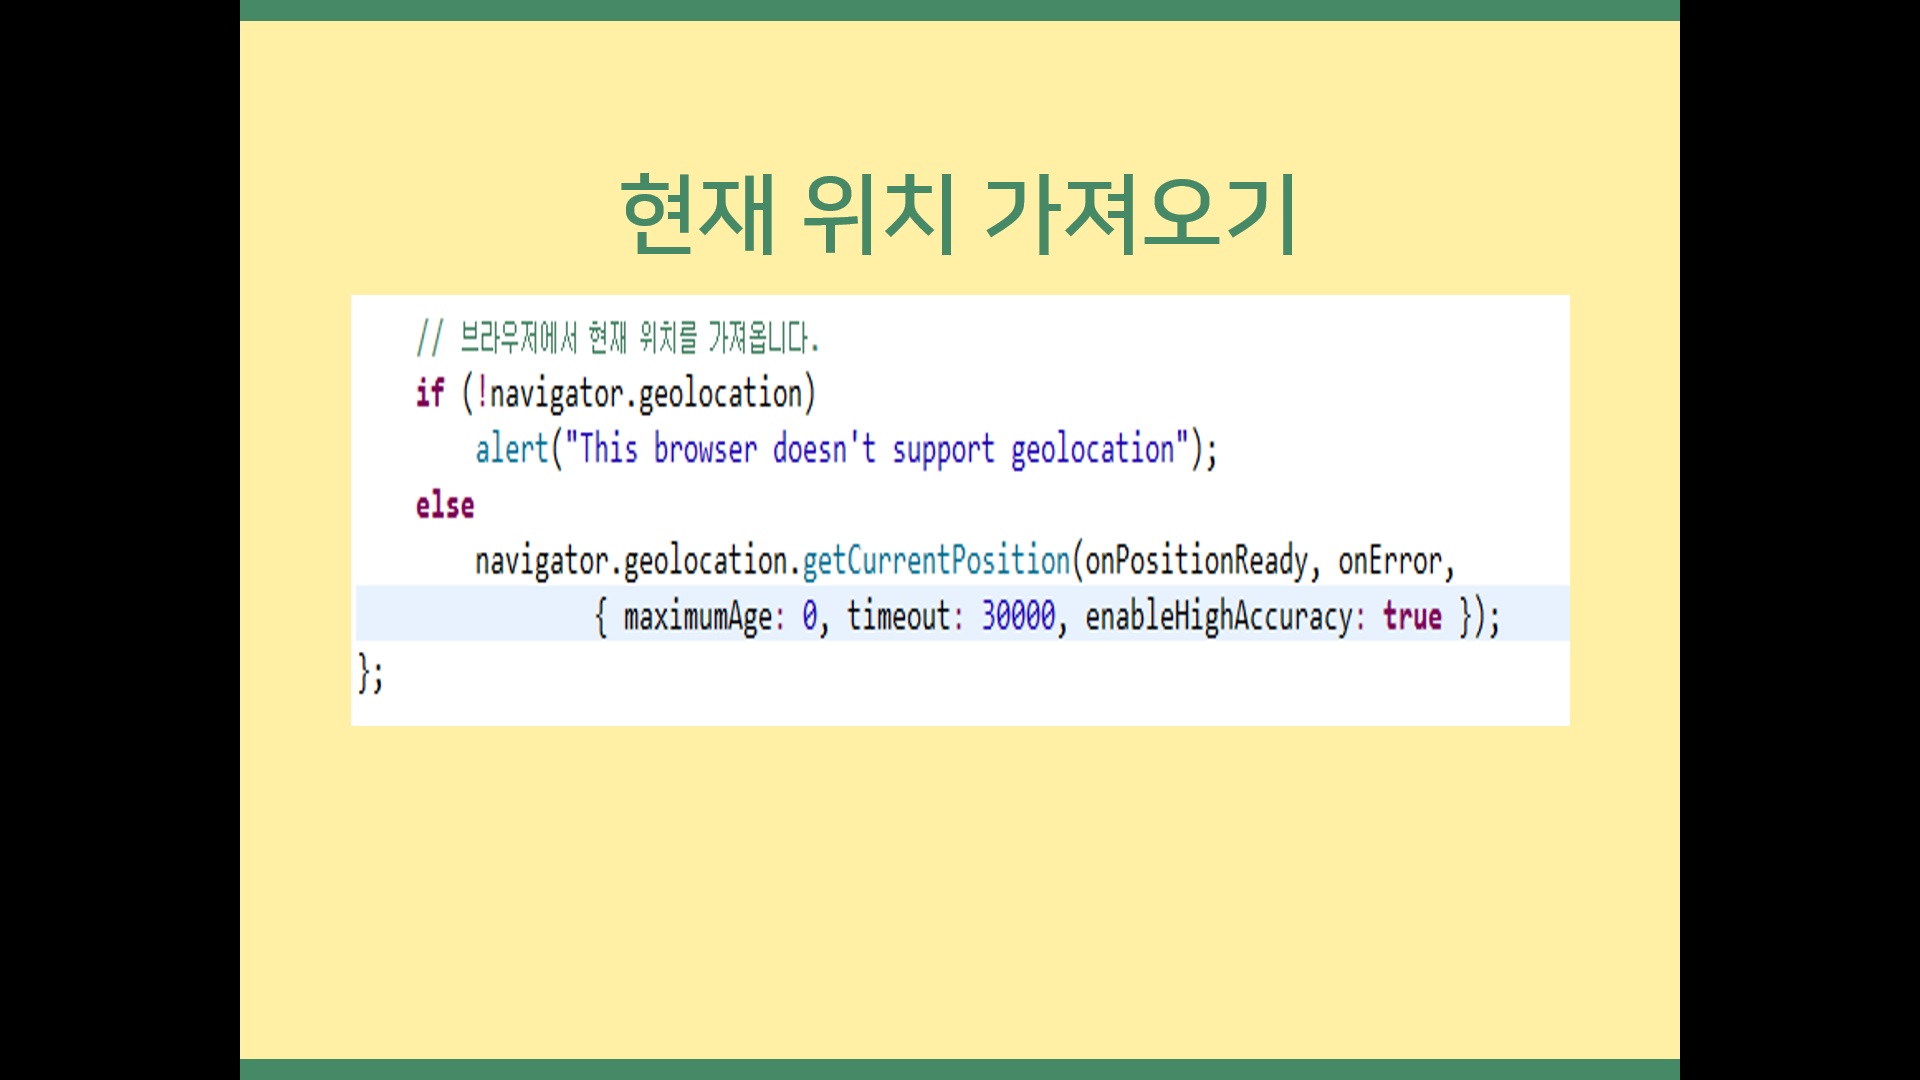 현재 위치 가져오기
// 브라우저에서 현재 위치를 가져옵니다.
if (!navigator.geolocation)
alert("This browser doesn't support geolocation");
else
navigator.geolocation.getCurrentPosition(onPositionReady, onError,
{ maximumAge: 0, timeout: 30000, enableHighAccuracy: true });
};